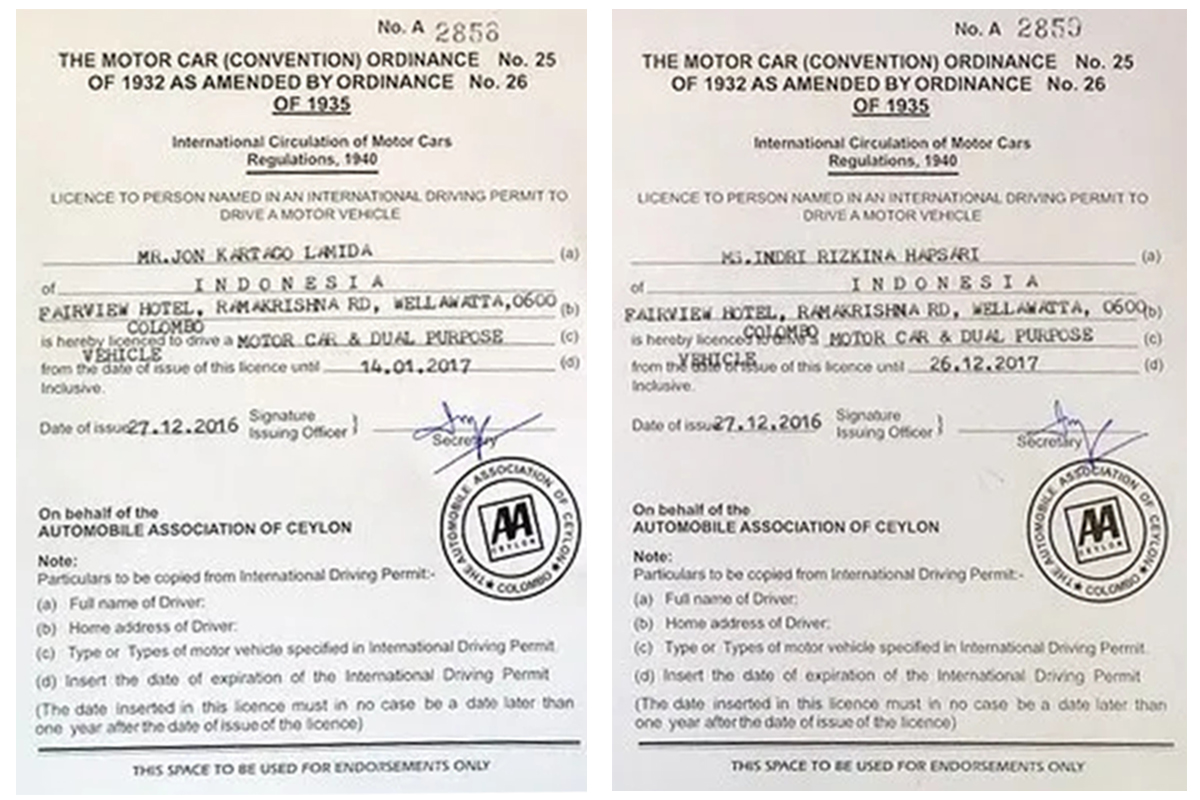 No. A 2858
THE MOTOR CAR (CONVENTION) ORDINANCE No. 25
OF 1932 AS AMENDED BY ORDINANCE No. 26
OF 1935
International Circulation of Motor Cars
Regulations, 1940
LICENCE TO PERSON NAMED IN AN INTERNATIONAL DRIVING PERMIT TO
DRIVE A MOTOR VEHICLE
MR.JON KARTAGO LAMIDA (a)
of INDONESIA
FAIRVIEW HOTEL, RAMAKRISHNA RD, WELLAWATTA,0600 (b)
COLOMBO
is hereby licenced to drive a MOTOR CAR & DUAL PURPOSE (c)
VEHICLE
from the date of issue of this licence until 14.01.2017 (d)
Inclusive.
Date of issue 27.12.2016 Signature
Issuing Officer }
Secretary
On behalf of the
AUTOMOBILE ASSOCIATION OF CEYLON
THE AUTOMOBILE ASSOCIATION OF CEYLON ★ COLOMBO ★
AA
CEYLON
Note:
Particulars to be copied from International Driving Permit:-
(a) Full name of Driver:
(b) Home address of Driver:
(c) Type or Types of motor vehicle specified in International Driving Permit.
(d) Insert the date of expiration of the International Driving Permit
(The date inserted in this licence must in no case be a date later than
one year after the date of issue of the licence)
THIS SPACE TO BE USED FOR ENDORSEMENTS ONLY
No. A 2859
THE MOTOR CAR (CONVENTION) ORDINANCE No. 25
OF 1932 AS AMENDED BY ORDINANCE No. 26
OF 1935
International Circulation of Motor Cars
Regulations, 1940
LICENCE TO PERSON NAMED IN AN INTERNATIONAL DRIVING PERMIT TO
DRIVE A MOTOR VEHICLE
MS.INDRI RIZKINA HAPSARI (a)
of INDONESIA
FAIRVIEW HOTEL, RAMAKRISHNA RD, WELLAWATTA, 0600 (b)
COLOMBO
is hereby licenced to drive a MOTOR CAR & DUAL PURPOSE (c)
VEHICLE
from the date of issue of this licence until 26.12.2017 (d)
Inclusive.
Date of issue 27.12.2016 Signature
Issuing Officer }
Secretary
On behalf of the
AUTOMOBILE ASSOCIATION OF CEYLON
THE AUTOMOBILE ASSOCIATION OF CEYLON ★ COLOMBO ★
AA
CEYLON
Note:
Particulars to be copied from International Driving Permit:-
(a) Full name of Driver:
(b) Home address of Driver:
(c) Type or Types of motor vehicle specified in International Driving Permit.
(d) Insert the date of expiration of the International Driving Permit
(The date inserted in this licence must in no case be a date later than
one year after the date of issue of the licence)
THIS SPACE TO BE USED FOR ENDORSEMENTS ONLY